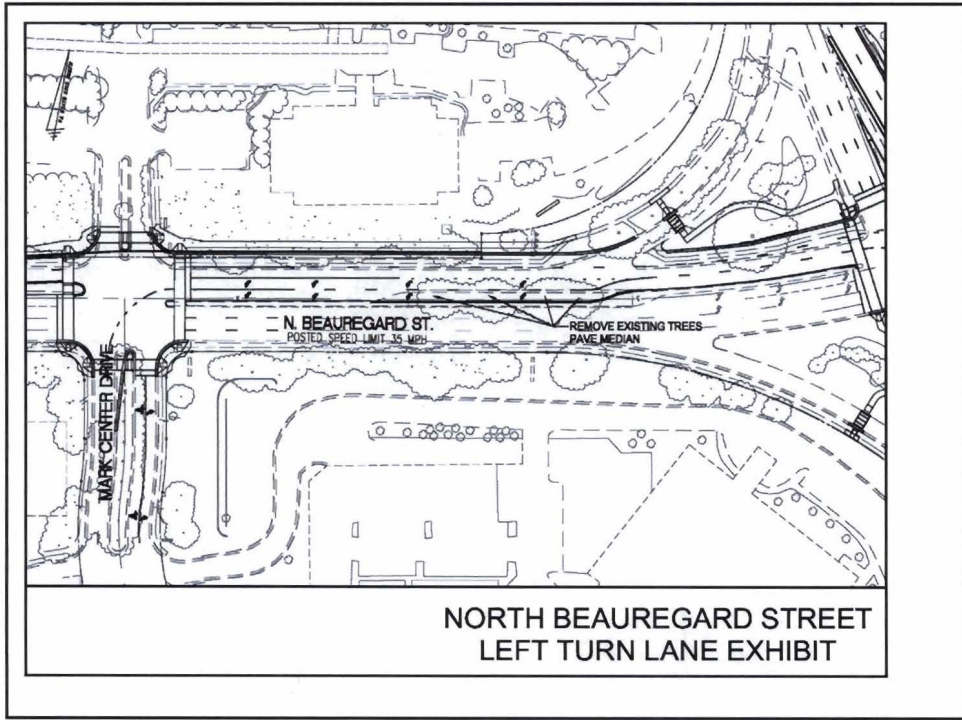 N. BEAUREGARD ST.
POSTED SPEED LIMIT 35 MPH
REMOVE EXISTING TREES
PAVE MEDIAN
MARK CENTER DRIVE
NORTH BEAUREGARD STREET
LEFT TURN LANE EXHIBIT